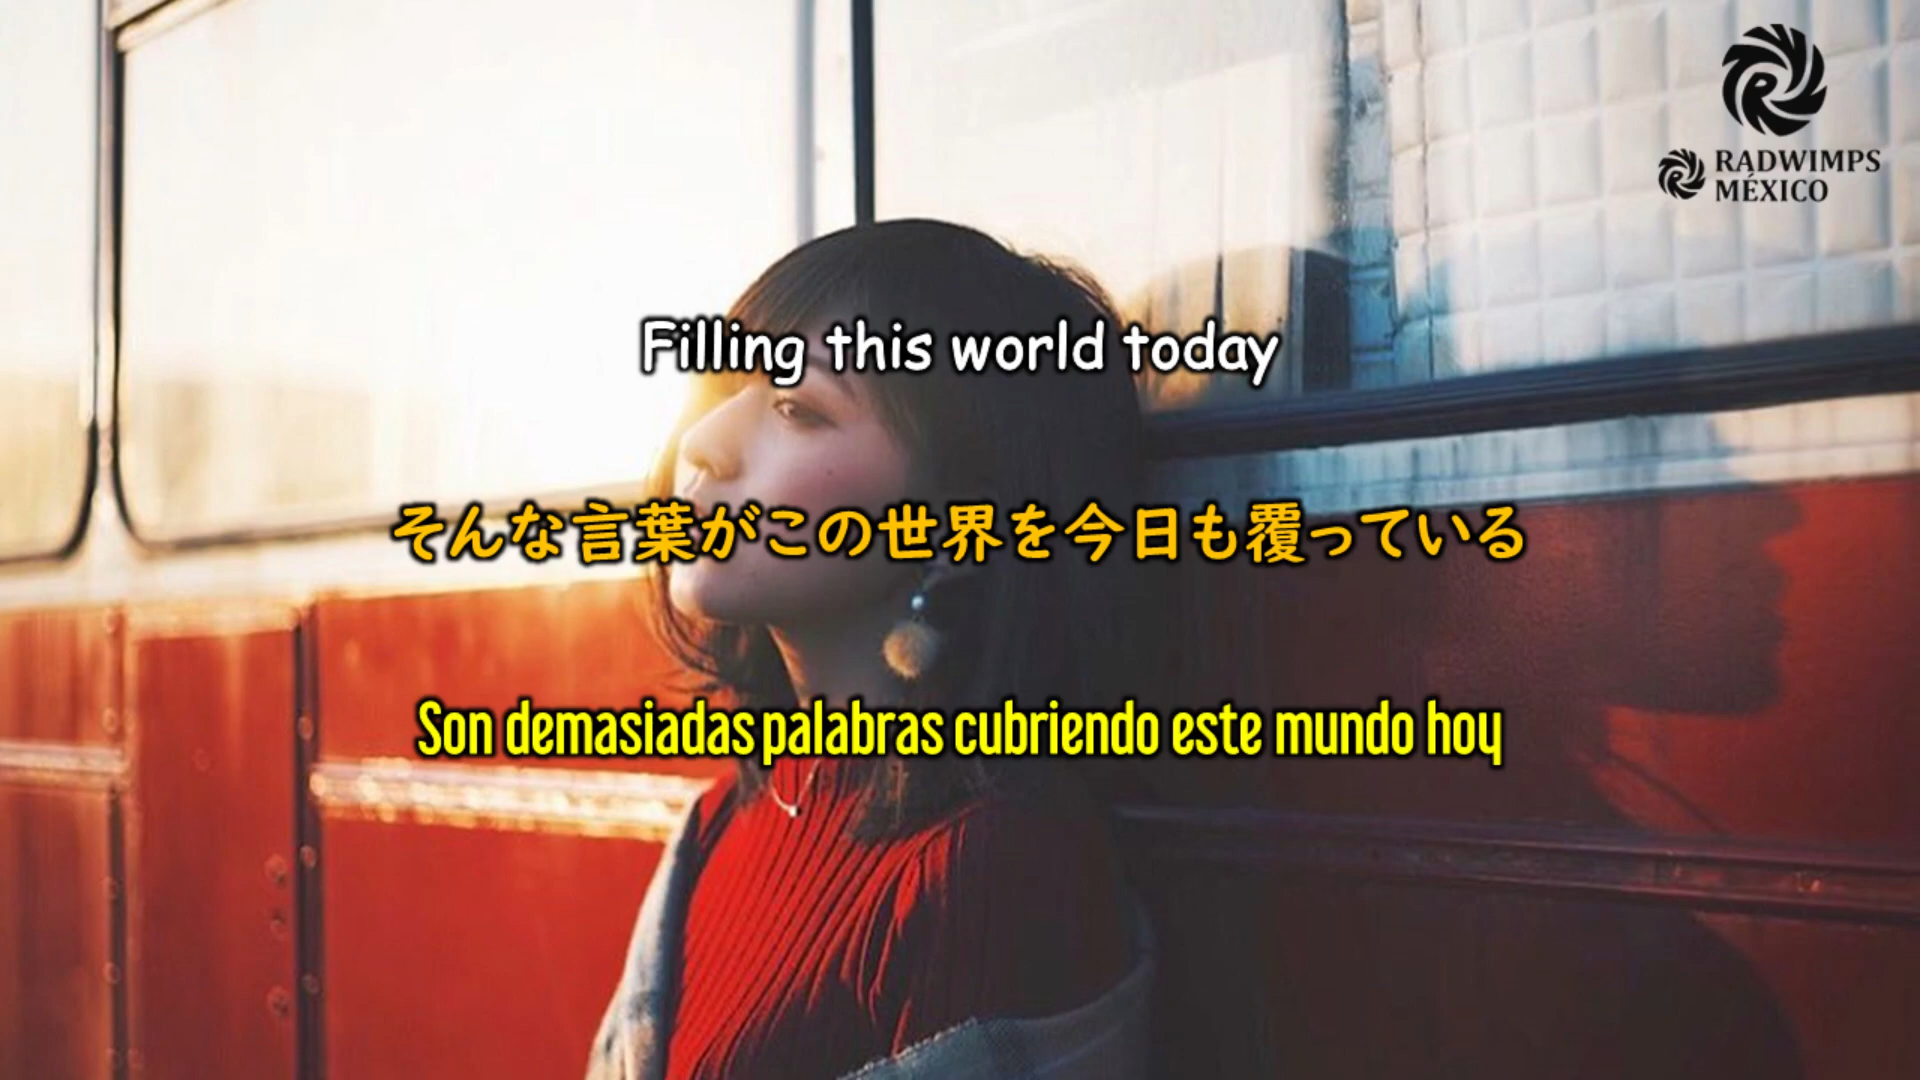 RADWIMPS
MÉXICO
Filling this world today
そんな言葉がこの世界を今日も覆っている
Son demasiadas palabras cubriendo este mundo hoy